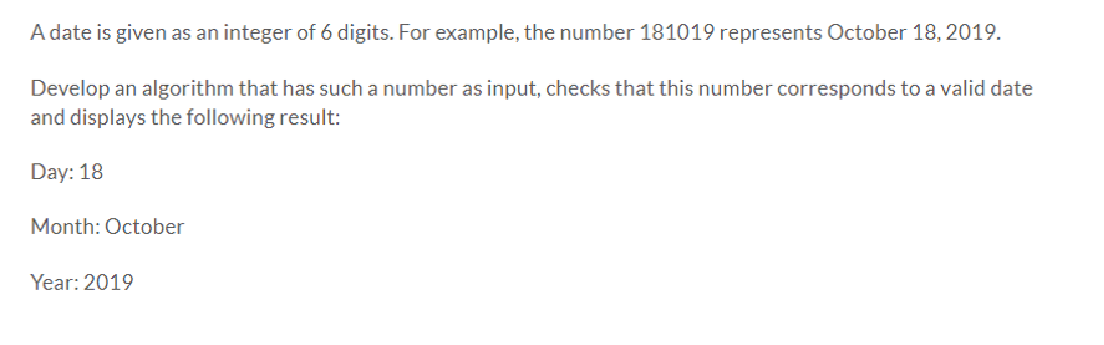 A date is given as an integer of 6 digits. For example, the number 181019 represents October 18, 2019.
Develop an algorithm that has such a number as input, checks that this number corresponds to a valid date
and displays the following result:
Day: 18
Month: October
Year: 2019